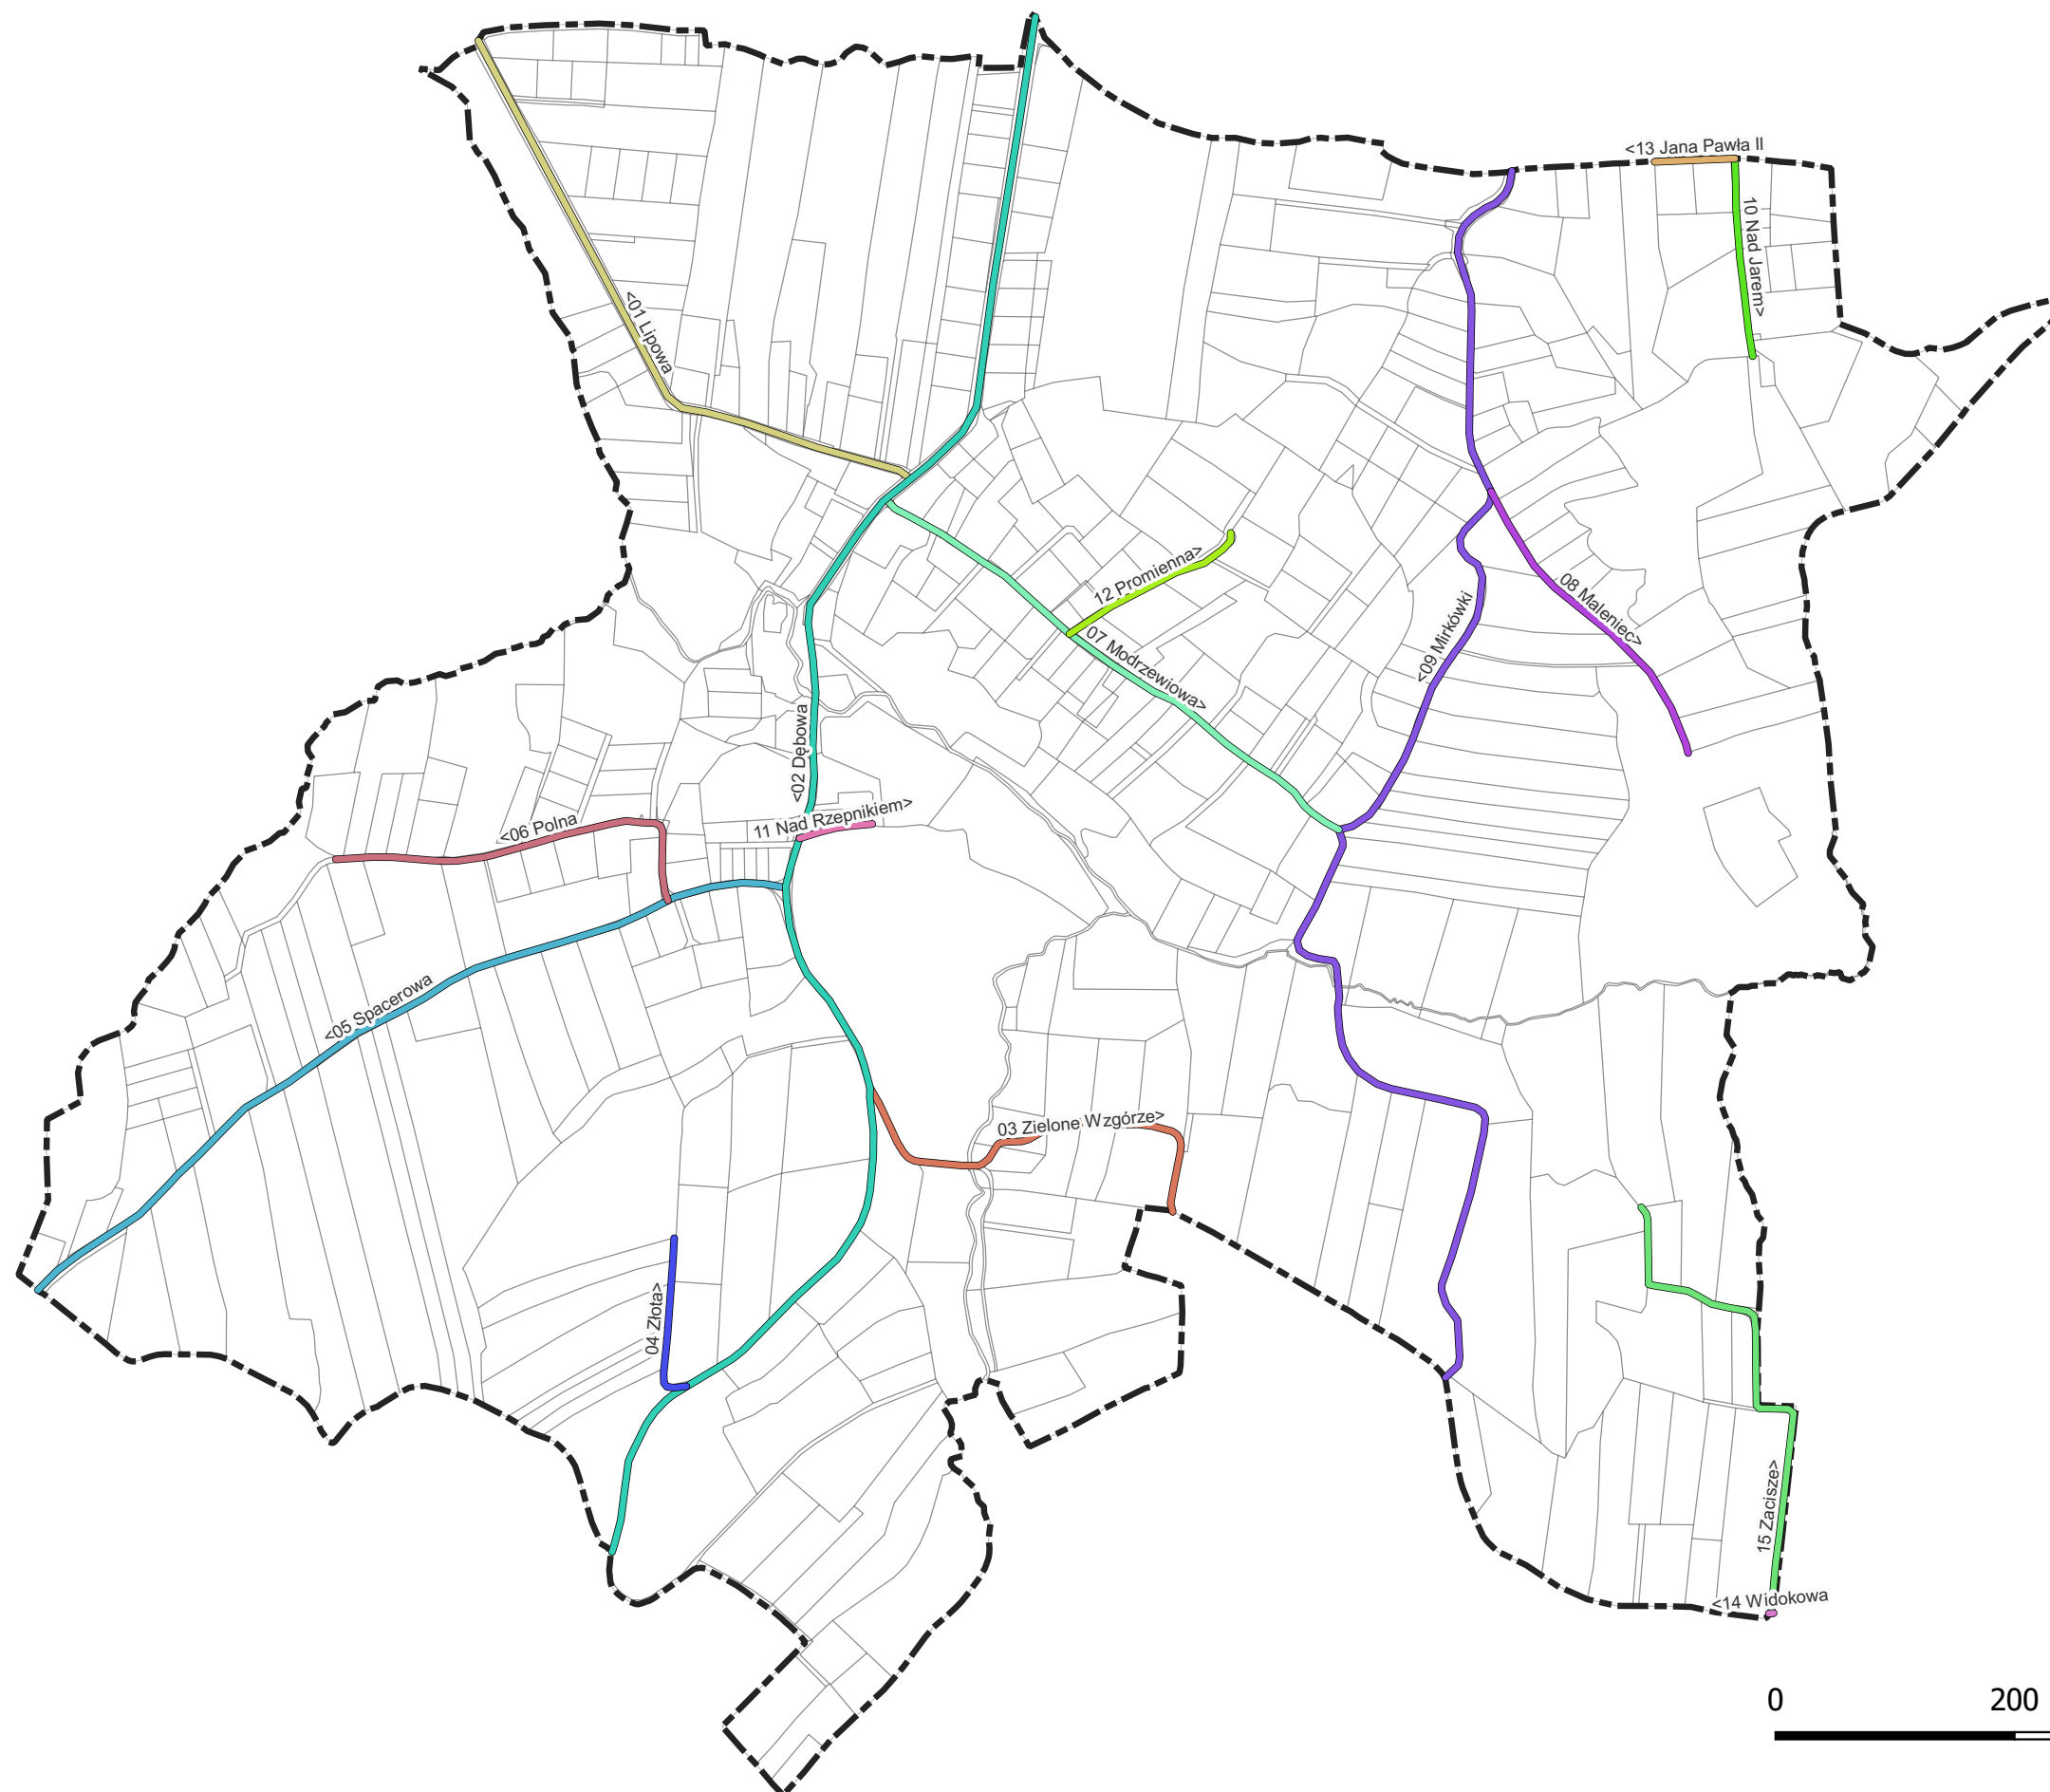 <13 Jana Pawła II
10 Nad Jarem>
<01 Lipowa
12 Promienna>
08 Maleniec>
<09 Mirkówki
07 Modrzewiowa>
<02 Dębowa
11 Nad Rzepnikiem>
<06 Polna
<05 Spacerowa
03 Zielone Wzgórze>
04 Złota>
15 Zacisze>
<14 Widokowa
0 200